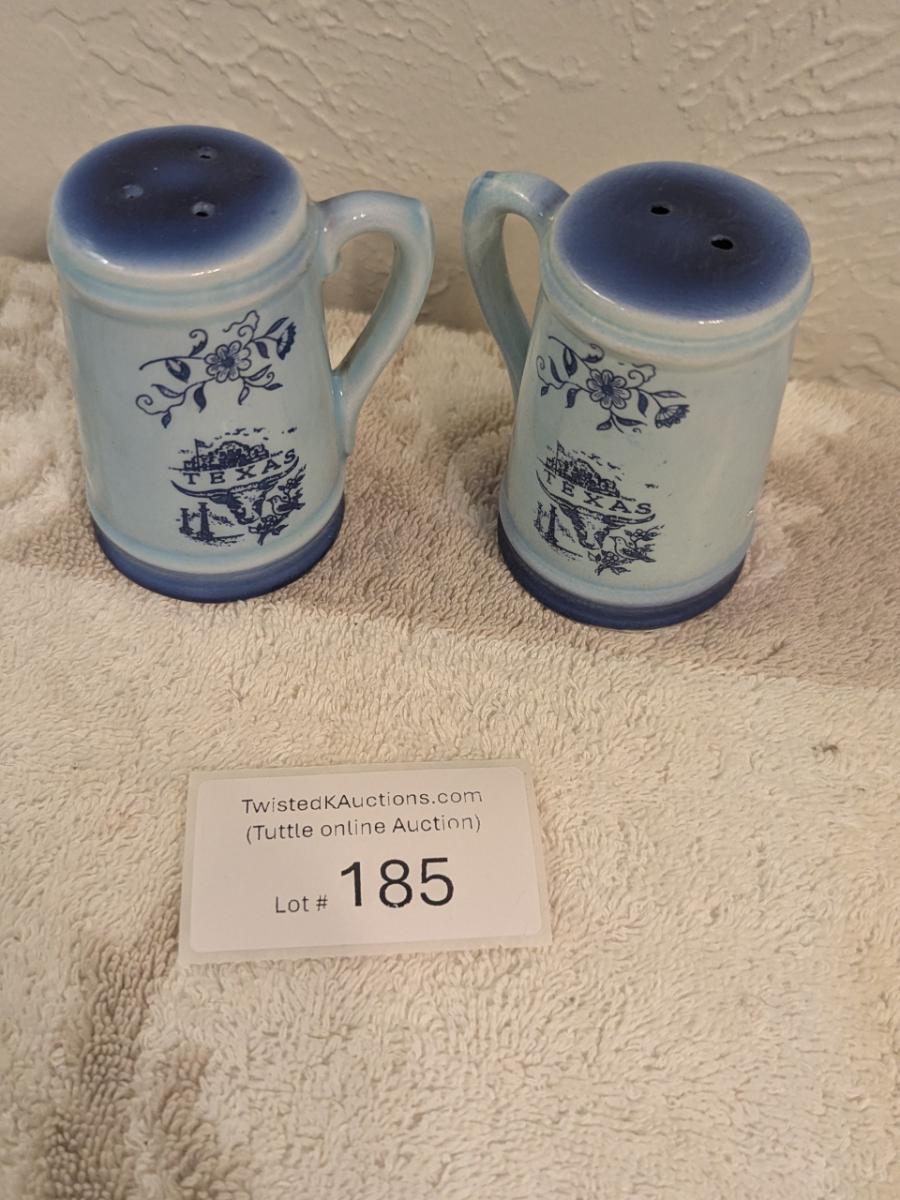 TEXAS
TEXAS
TwistedKAuctions.com
(Tuttle online Auction)
Lot # 185